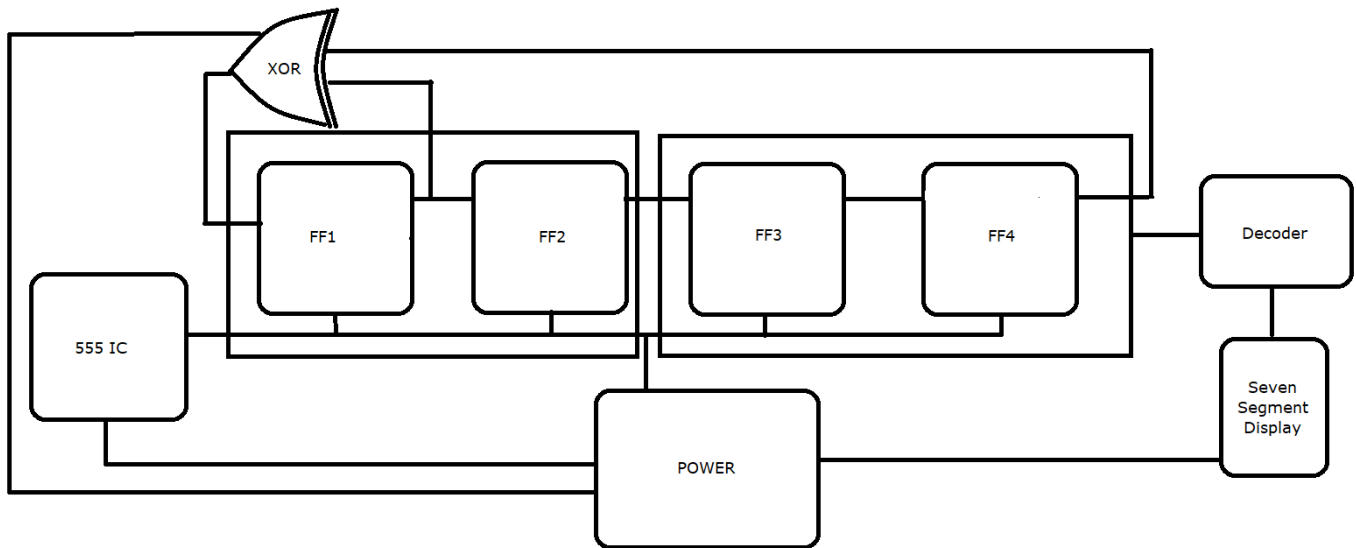 XOR
FF1
FF2
FF3
FF4
Decoder
555 IC
Seven
Segment
Display
POWER